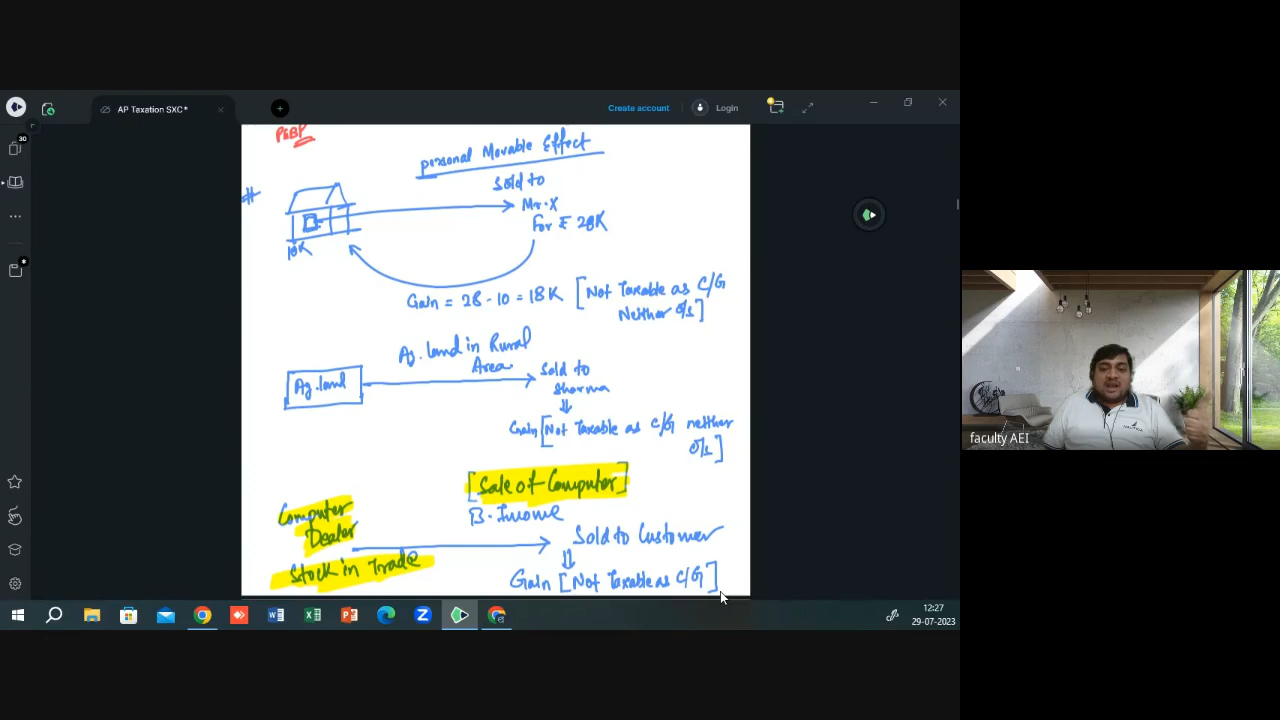 AP Taxation SXC*
Create account
Login
30
PGBP
personal Movable Effect
sold to
#
Mr. X
For ₹ 28K
10K
Gain = 28 - 10 = 18K [Not Taxable as C/G
Neither O/S]
Ag. land in Rural
Area
Ag. land
Sold to
Sharma
Gain [Not Taxable as C/G neither
O/S]
[Sale of Computer]
B. Income
Computer
Dealer
Sold to Customer
Stock in Trade
Gain [Not Taxable as C/G]
faculty AEI
NAUTICA
12:27
29-07-2023